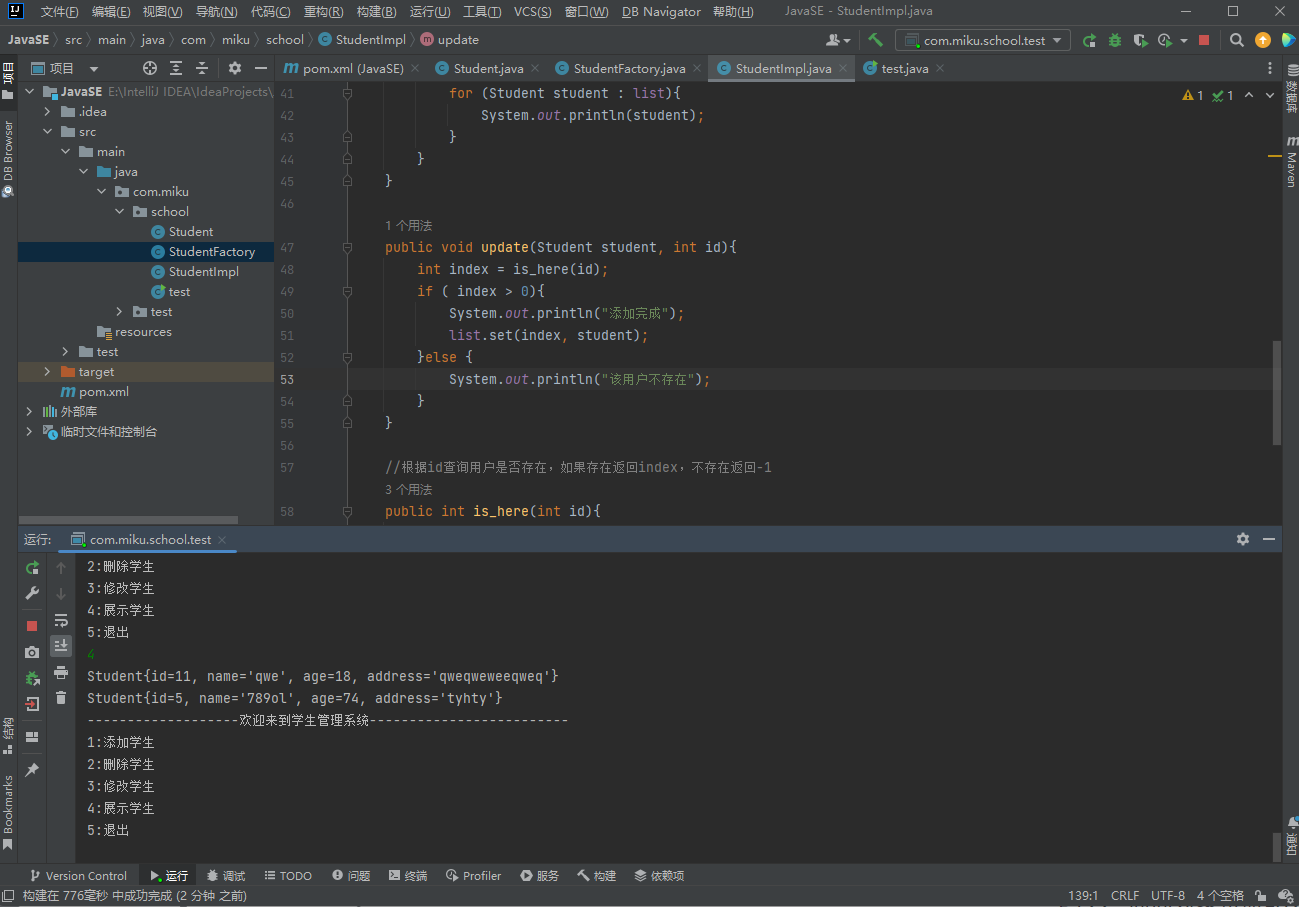 文件(F) 编辑(E) 视图(V) 导航(N) 代码(C) 重构(R) 构建(B) 运行(U) 工具(T) VCS(S) 窗口(W) DB Navigator 帮助(H) JavaSE - StudentImpl.java
JavaSE src main java com miku school StudentImpl update com.miku.school.test
项目 pom.xml (JavaSE) Student.java StudentFactory.java StudentImpl.java test.java
项目
DB Browser
结构
Bookmarks
JavaSE E:\IntelliJ IDEA\IdeaProjects\
.idea
src
main
java
com.miku
school
Student
StudentFactory
StudentImpl
test
test
resources
test
target
pom.xml
外部库
临时文件和控制台
1 1
41 for (Student student : list){
42 System.out.println(student);
43 }
44 }
45 }
46
1 个用法
47 public void update(Student student, int id){
48 int index = is_here(id);
49 if ( index > 0){
50 System.out.println("添加完成");
51 list.set(index, student);
52 }else {
53 System.out.println("该用户不存在");
54 }
55 }
56
57 //根据id查询用户是否存在，如果存在返回index，不存在返回-1
3 个用法
58 public int is_here(int id){
数据库
Maven
通知
运行: com.miku.school.test
2:删除学生
3:修改学生
4:展示学生
5:退出
4
Student{id=11, name='qwe', age=18, address='qweqweweeqweq'}
Student{id=5, name='789ol', age=74, address='tyhty'}
-------------------欢迎来到学生管理系统-------------------------
1:添加学生
2:删除学生
3:修改学生
4:展示学生
5:退出
Version Control 运行 调试 TODO 问题 终端 Profiler 服务 构建 依赖项
构建在 776毫秒 中成功完成 (2 分钟 之前) 139:1 CRLF UTF-8 4 个空格